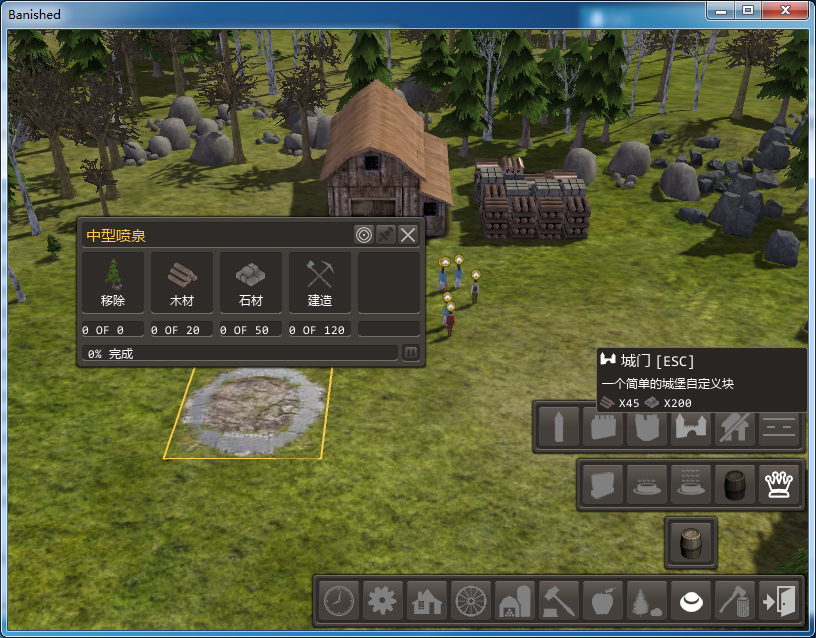 Banished
中型喷泉
移除 木材 石材 建造
0 OF 0 0 OF 20 0 OF 50 0 OF 120
0% 完成
城门 [ESC]
一个简单的城堡自定义块
X45 X200